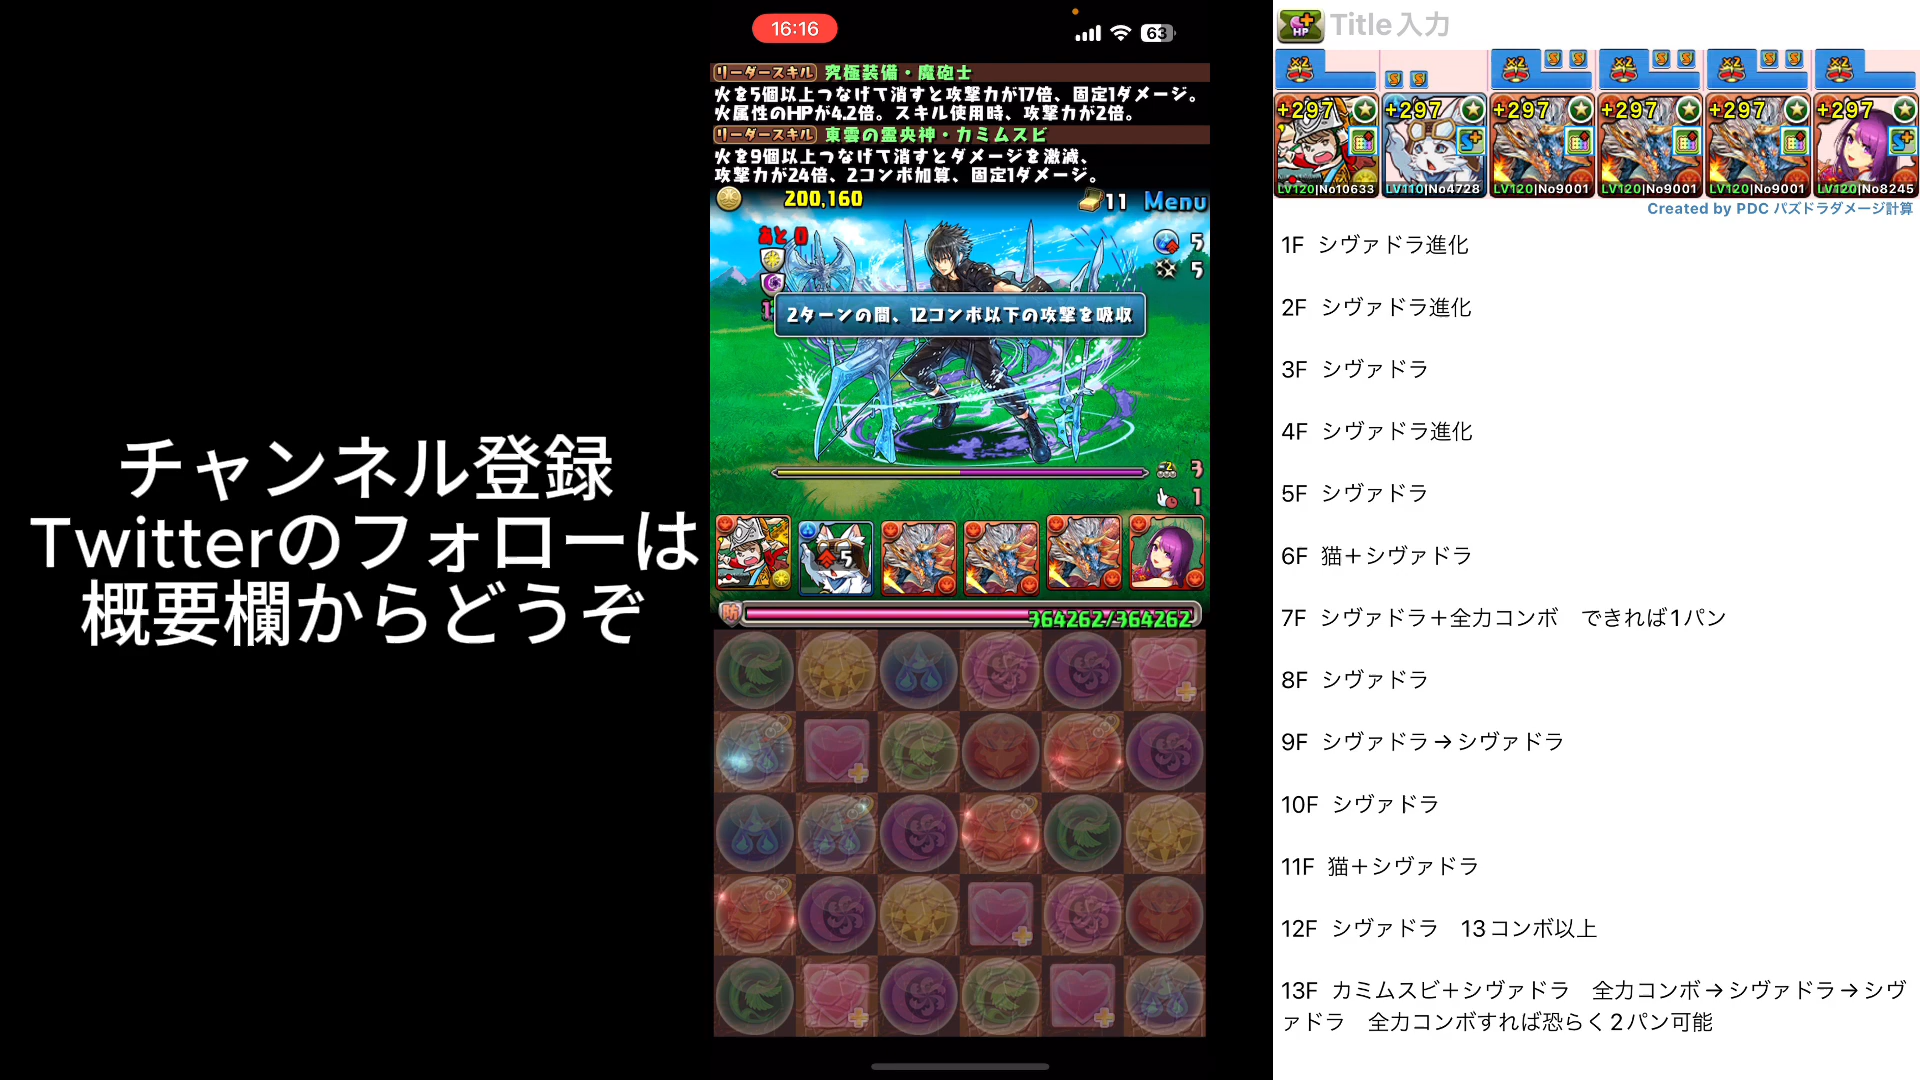 チャンネル登録
Twitterのフォローは
概要欄からどうぞ
16:16
63
リーダースキル 究極装備・魔砲士
火を5個以上つなげて消すと攻撃力が17倍、固定1ダメージ。
火属性のHPが4.2倍。スキル使用時、攻撃力が2倍。
リーダースキル 東雲の霊央神・カミムスビ
火を9個以上つなげて消すとダメージを激減、
攻撃力が24倍、2コンボ加算、固定1ダメージ。
200,160
11 Menu
あと 0
5
5
2ターンの間、12コンボ以下の攻撃を吸収
3
1
5
防
364262/364262
HP Title入力
×2 S S ×2 S S ×2 S S ×2 S S ×2
+297 +297 +297 +297 +297 +297
LV120|No10633 LV110|No4728 LV120|No9001 LV120|No9001 LV120|No9001 LV120|No8245
Created by PDC パズドラダメージ計算
1F シヴァドラ進化
2F シヴァドラ進化
3F シヴァドラ
4F シヴァドラ進化
5F シヴァドラ
6F 猫＋シヴァドラ
7F シヴァドラ＋全力コンボ　できれば1パン
8F シヴァドラ
9F シヴァドラ→シヴァドラ
10F シヴァドラ
11F 猫＋シヴァドラ
12F シヴァドラ　13コンボ以上
13F カミムスビ＋シヴァドラ　全力コンボ→シヴァドラ→シヴ
ァドラ　全力コンボすれば恐らく2パン可能